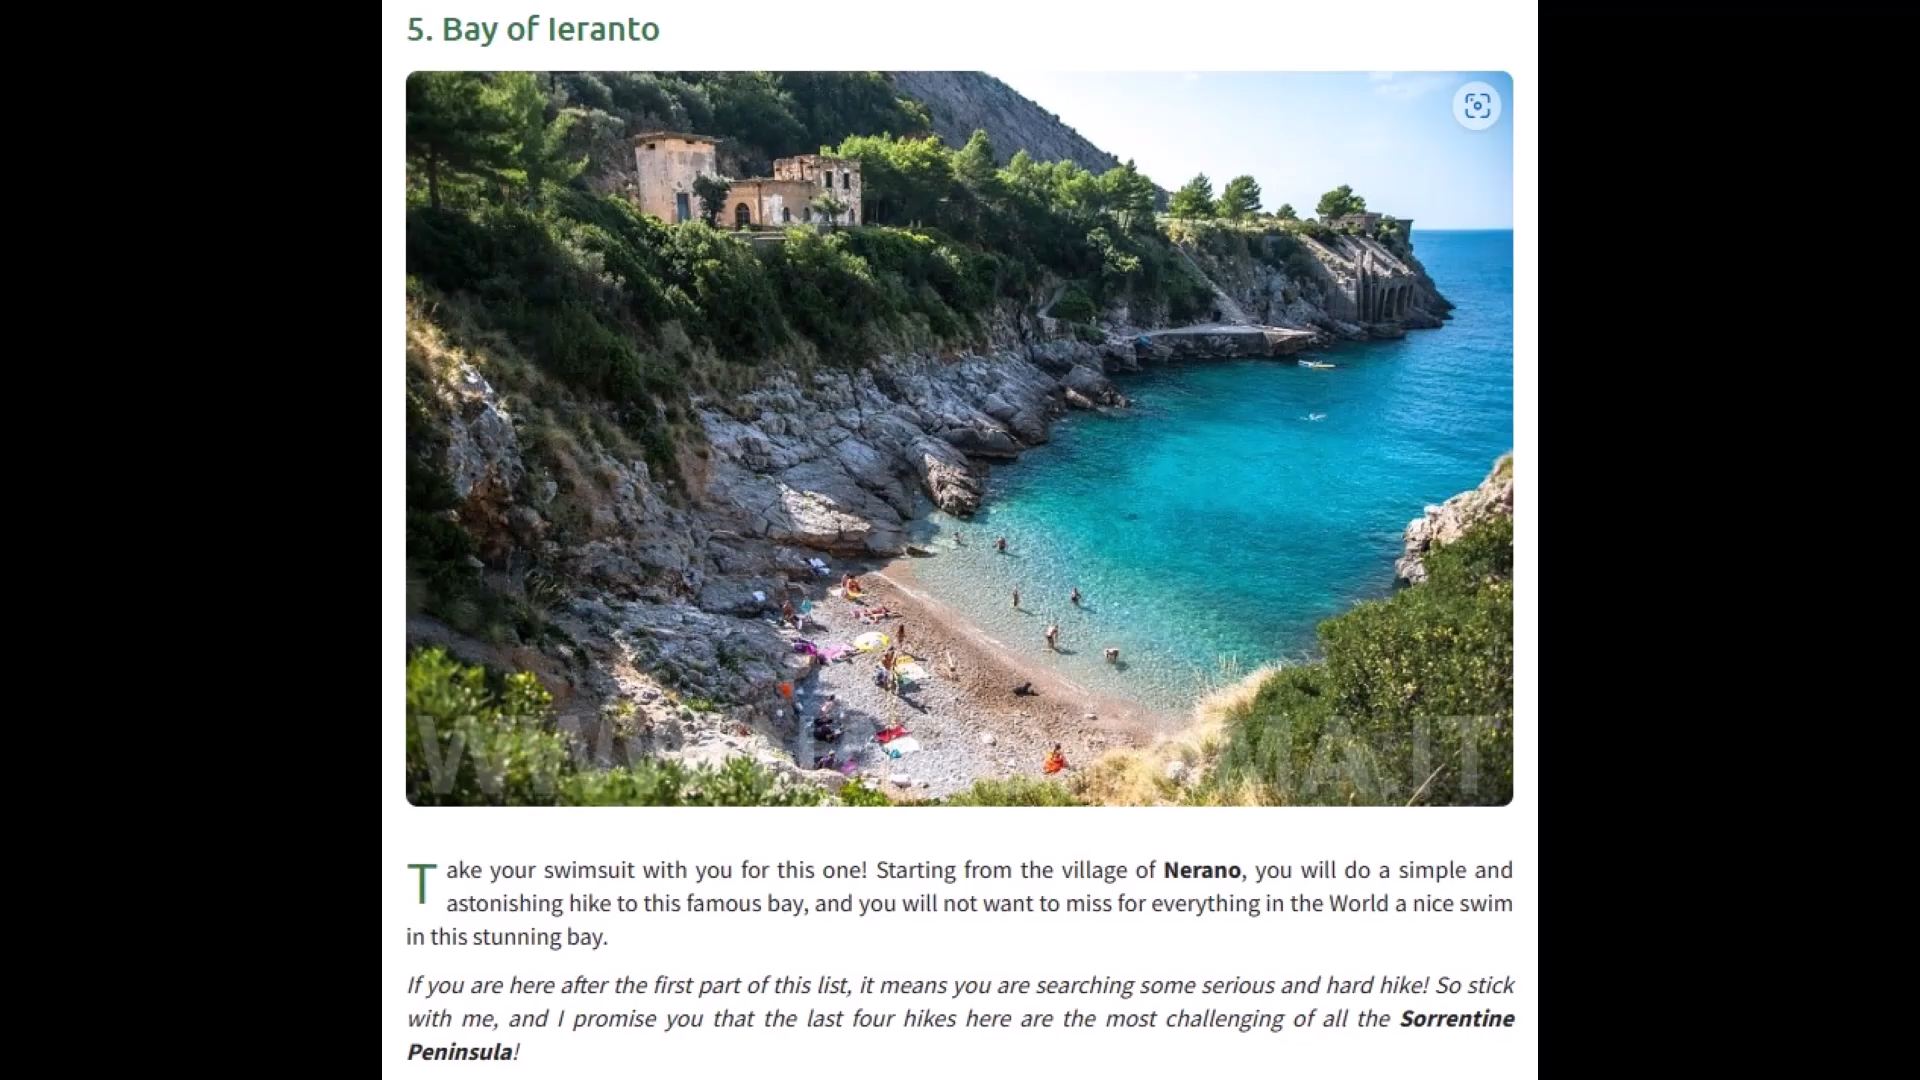 5. Bay of Ieranto
Take your swimsuit with you for this one! Starting from the village of Nerano, you will do a simple and
astonishing hike to this famous bay, and you will not want to miss for everything in the World a nice swim
in this stunning bay.
If you are here after the first part of this list, it means you are searching some serious and hard hike! So stick
with me, and I promise you that the last four hikes here are the most challenging of all the Sorrentine
Peninsula!